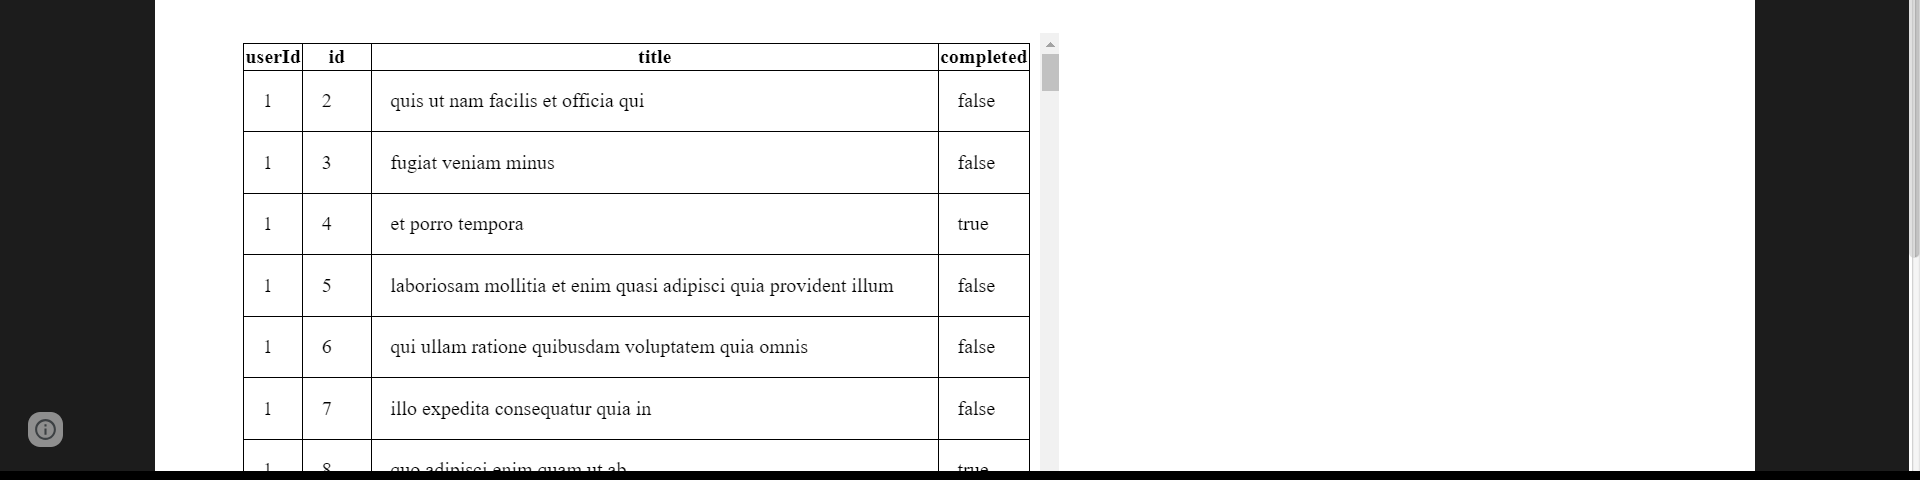 userId id title completed
1 2 quis ut nam facilis et officia qui false
1 3 fugiat veniam minus false
1 4 et porro tempora true
1 5 laboriosam mollitia et enim quasi adipisci quia provident illum false
1 6 qui ullam ratione quibusdam voluptatem quia omnis false
1 7 illo expedita consequatur quia in false
1 8 quo adipisci enim quam ut ab true